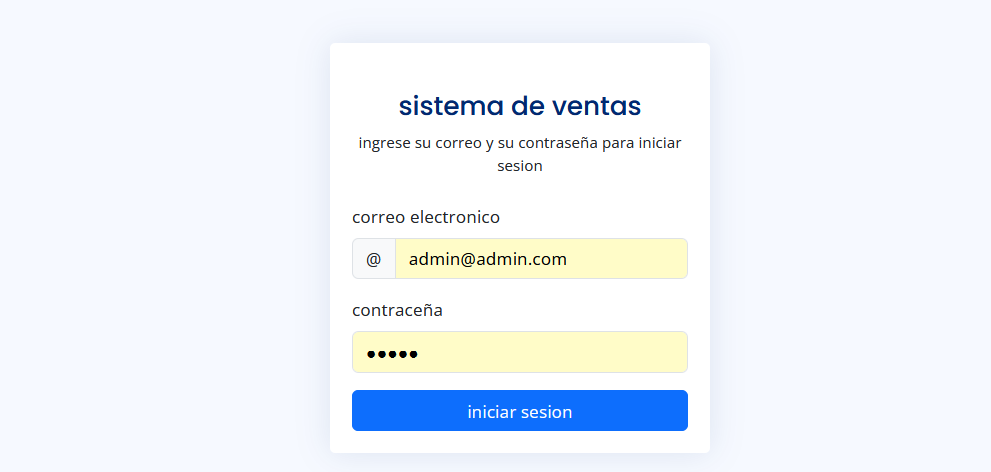 sistema de ventas
ingrese su correo y su contraseña para iniciar
sesion
correo electronico
@ admin@admin.com
contraceña
●●●●●
iniciar sesion